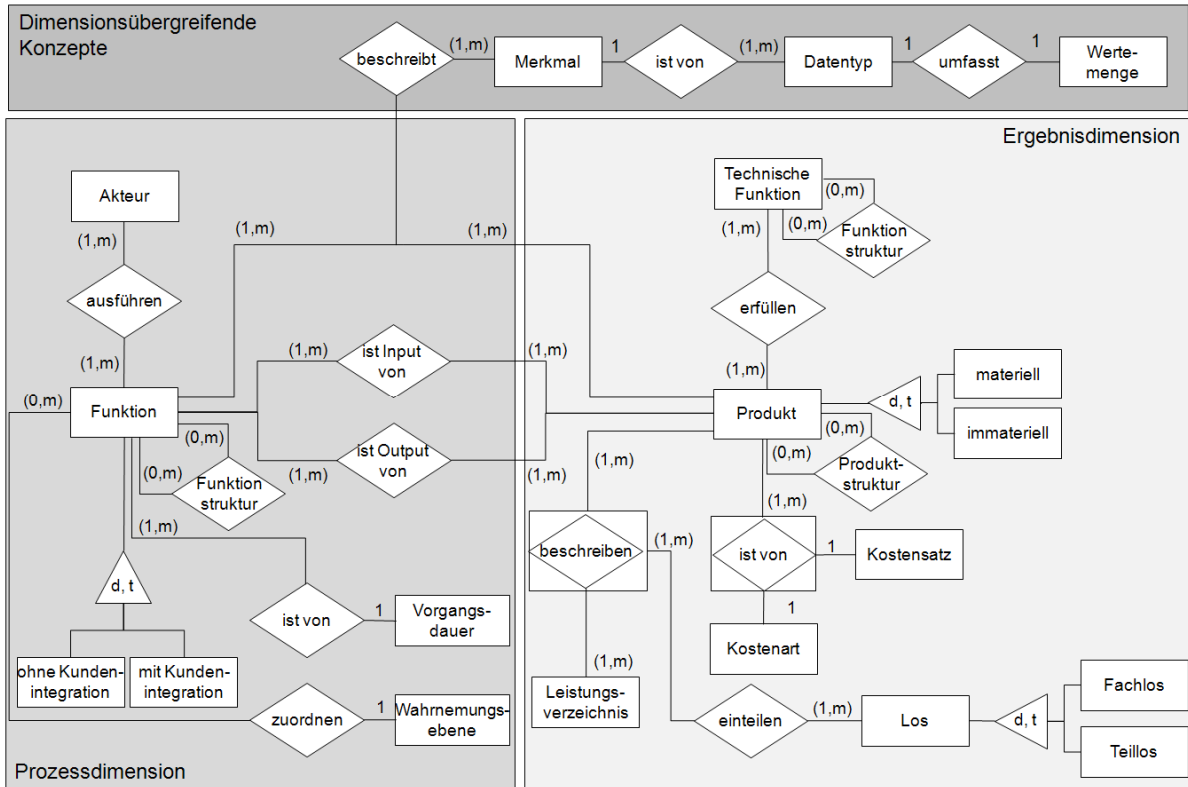 Dimensionsübergreifende
Konzepte
beschreibt
(1,m)
Merkmal
1
ist von
(1,m)
Datentyp
1
umfasst
1
Werte-
menge
Ergebnisdimension
Akteur
(1,m)
ausführen
(1,m)
(1,m)
(1,m)
Technische
Funktion
(0,m)
(0,m)
Funktion
struktur
(1,m)
erfüllen
(1,m)
(0,m)
Funktion
(1,m)
ist Input
von
(1,m)
(1,m)
ist Output
von
(1,m)
Produkt
d, t
materiell
immateriell
(0,m)
(0,m)
Funktion
struktur
(0,m)
(0,m)
Produkt-
struktur
(1,m)
(1,m)
(1,m)
beschreiben
(1,m)
ist von
1
Kostensatz
1
Kostenart
d, t
ohne Kunden-
integration
mit Kunden-
integration
ist von
1
Vorgangs-
dauer
zuordnen
1
Wahrnemungs-
ebene
(1,m)
Leistungs-
verzeichnis
einteilen
(1,m)
Los
d, t
Fachlos
Teillos
Prozessdimension